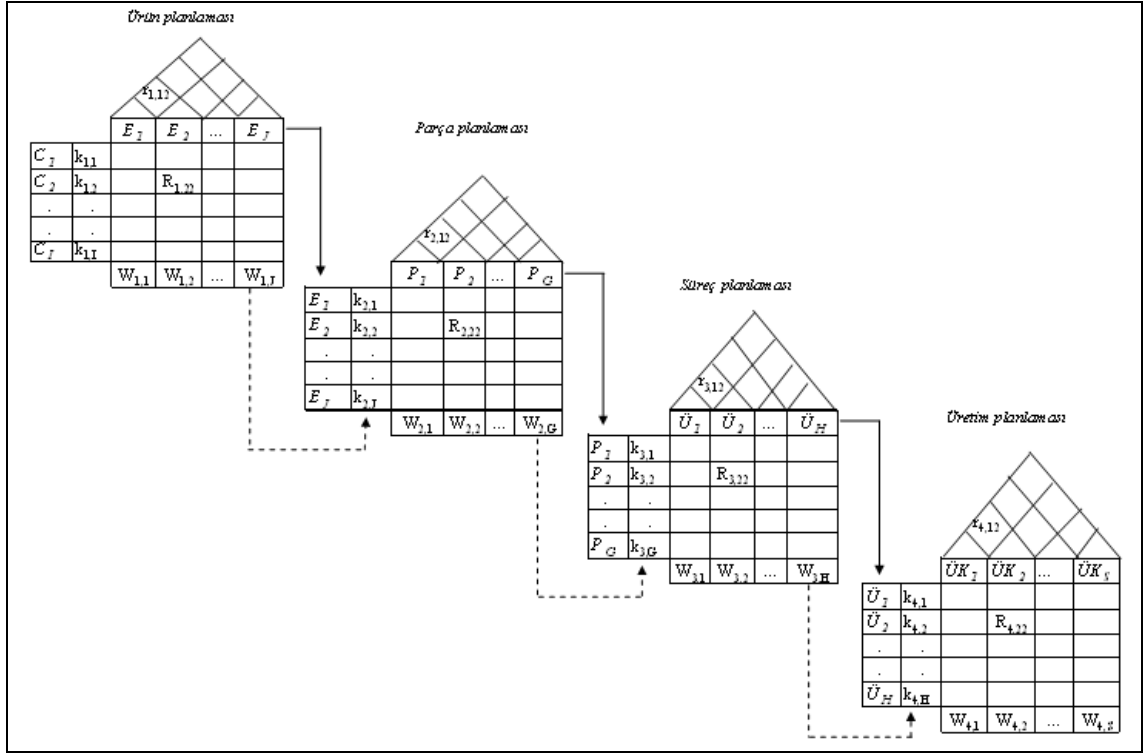 Ürün planlaması
r1,12
E1 E2 ... EJ
C1 k1,1
C2 k1,2 R1,22
. .
. .
CI k1,I
W1,1 W1,2 ... W1,J
Parça planlaması
r2,12
P1 P2 ... PG
E1 k2,1
E2 k2,2 R2,22
. .
. .
EJ k2,J
W2,1 W2,2 ... W2,G
Süreç planlaması
r3,12
Ü1 Ü2 ... ÜH
P1 k3,1
P2 k3,2 R3,22
. .
. .
PG k3,G
W3,1 W3,2 ... W3,H
Üretim planlaması
r4,12
ÜK1 ÜK2 ... ÜKS
Ü1 k4,1
Ü2 k4,2 R4,22
. .
. .
ÜH k4,H
W4,1 W4,2 ... W4,S